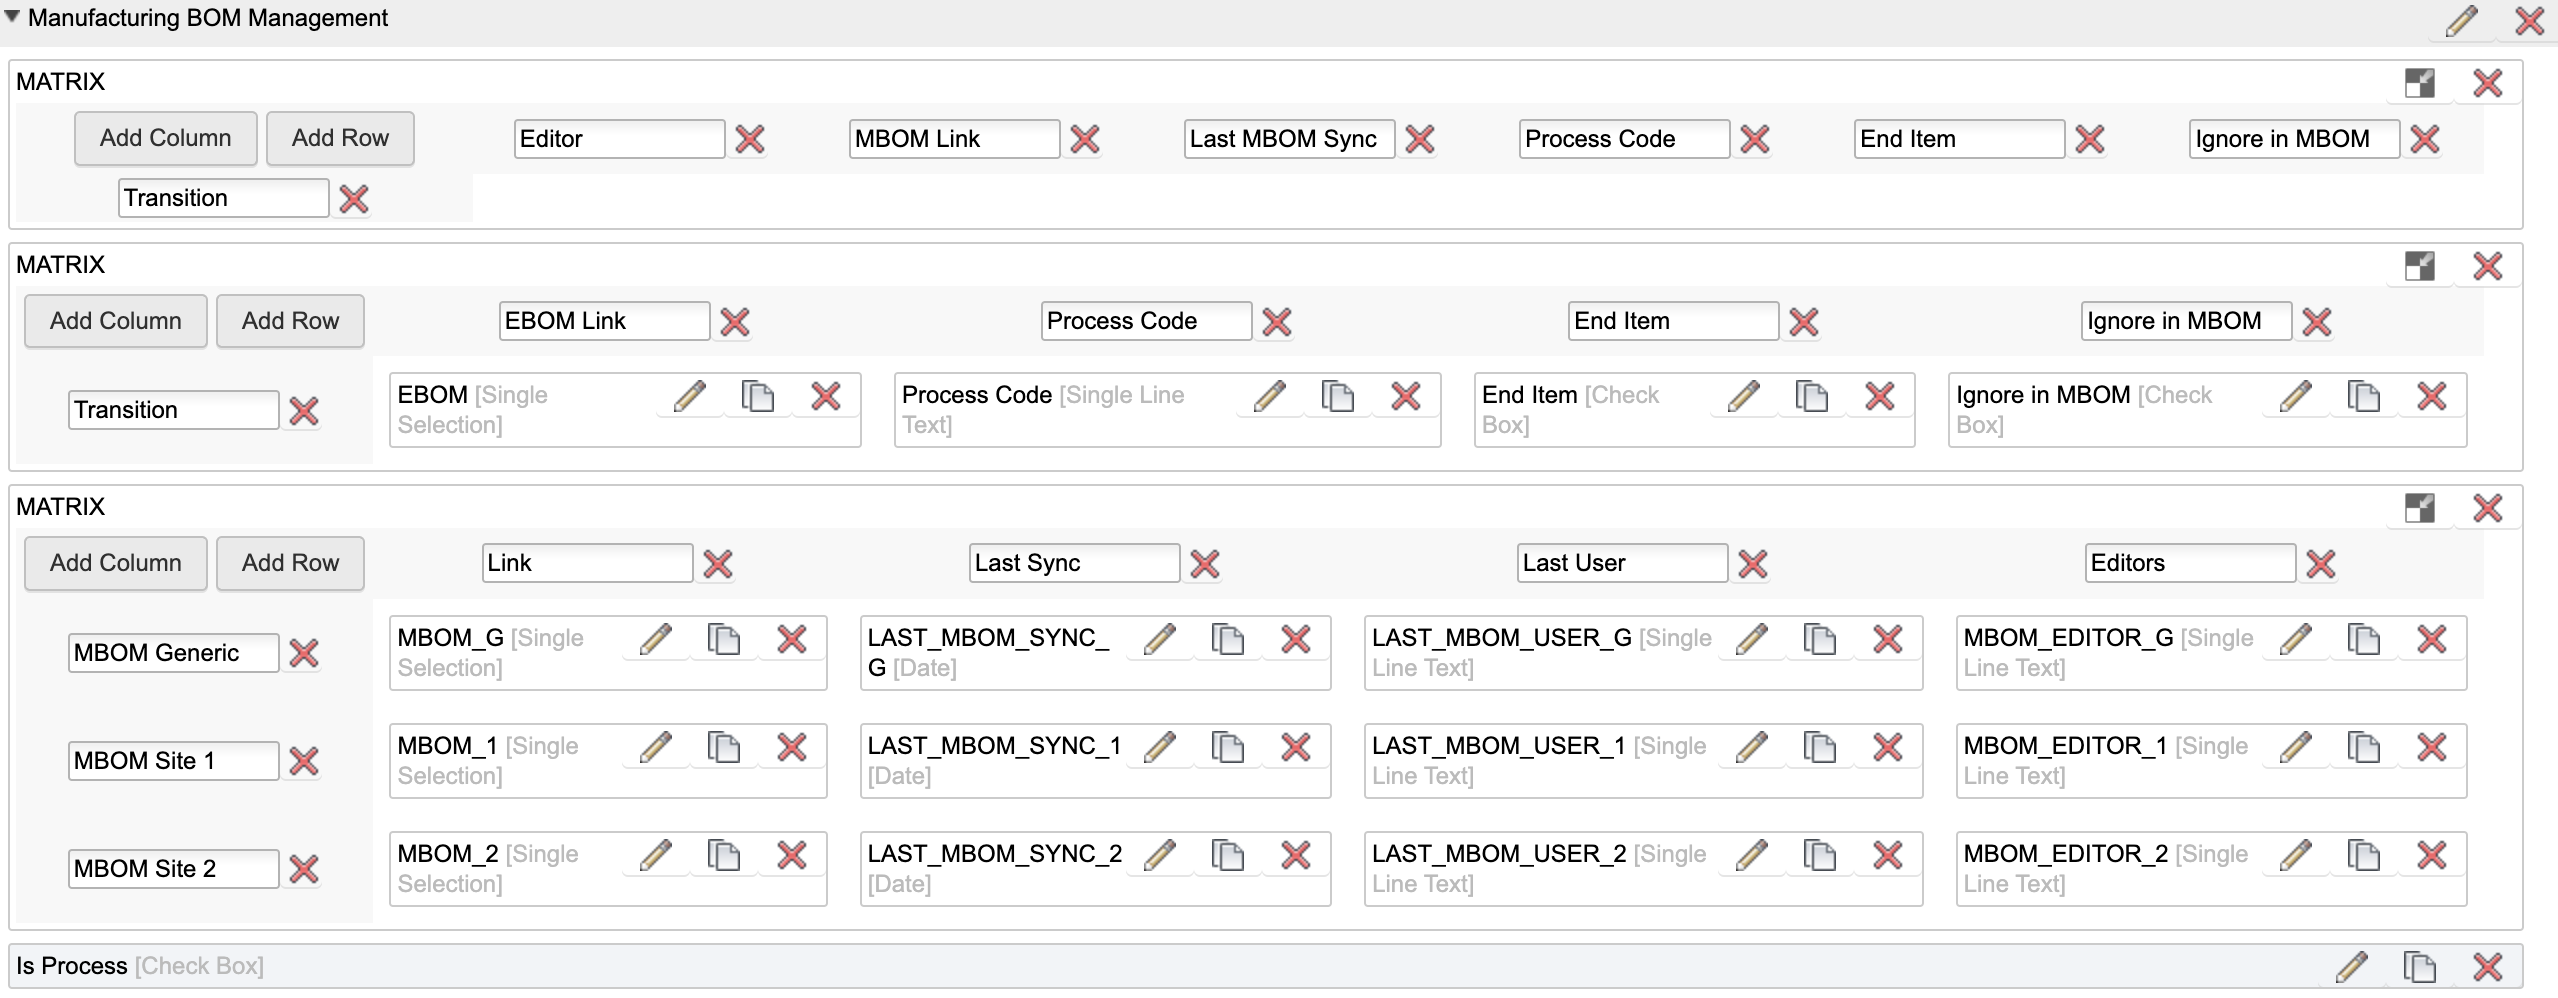 Manufacturing BOM Management
MATRIX
Add Column Add Row Editor MBOM Link Last MBOM Sync Process Code End Item Ignore in MBOM
Transition
MATRIX
Add Column Add Row EBOM Link Process Code End Item Ignore in MBOM
Transition
EBOM [Single
Selection]
Process Code [Single Line
Text]
End Item [Check
Box]
Ignore in MBOM [Check
Box]
MATRIX
Add Column Add Row Link Last Sync Last User Editors
MBOM Generic
MBOM_G [Single
Selection]
LAST_MBOM_SYNC_
G [Date]
LAST_MBOM_USER_G [Single
Line Text]
MBOM_EDITOR_G [Single
Line Text]
MBOM Site 1
MBOM_1 [Single
Selection]
LAST_MBOM_SYNC_1
[Date]
LAST_MBOM_USER_1 [Single
Line Text]
MBOM_EDITOR_1 [Single
Line Text]
MBOM Site 2
MBOM_2 [Single
Selection]
LAST_MBOM_SYNC_2
[Date]
LAST_MBOM_USER_2 [Single
Line Text]
MBOM_EDITOR_2 [Single
Line Text]
Is Process [Check Box]